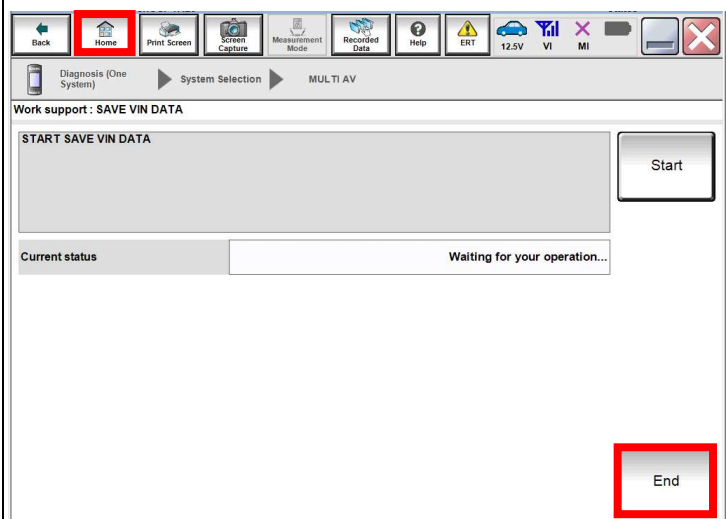 Back
Home
Print Screen
Screen
Capture
Measurement
Mode
Recorded
Data
Help
ERT
12.5V
VI
MI
Diagnosis (One
System)
System Selection
MULTI AV
Work support : SAVE VIN DATA
START SAVE VIN DATA
Start
Current status
Waiting for your operation...
End